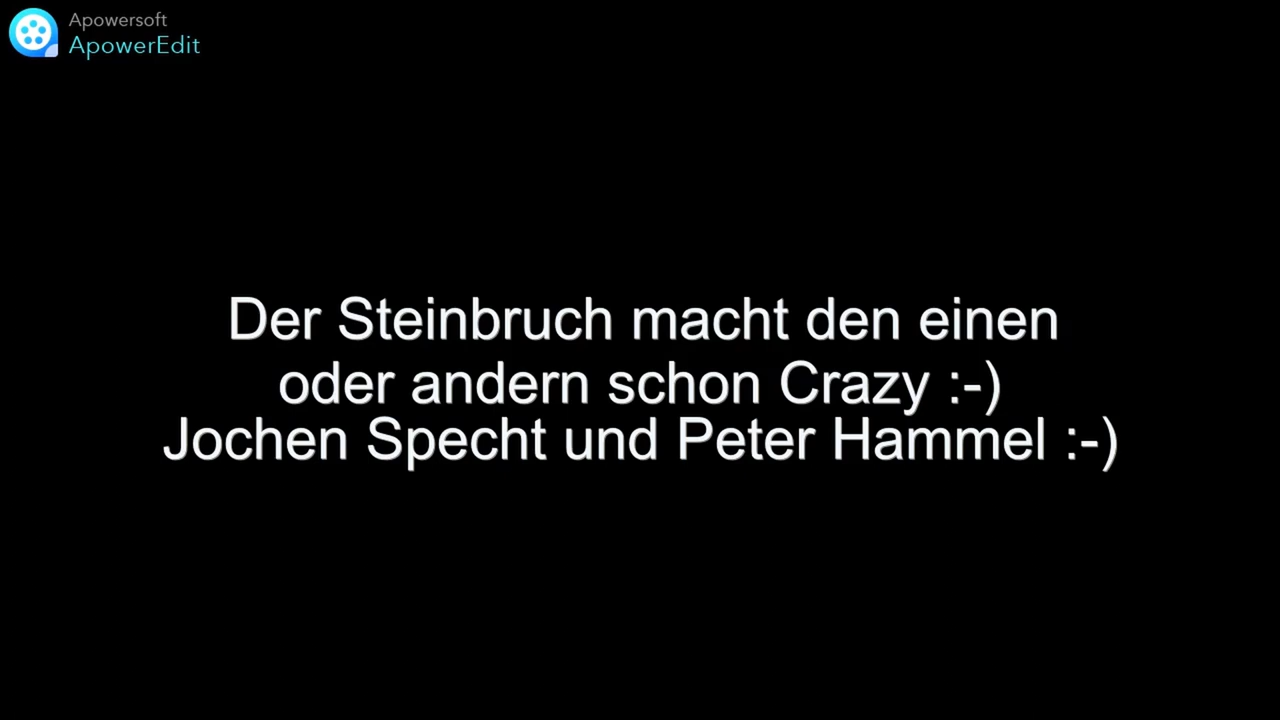 Apowersoft
ApowerEdit
Der Steinbruch macht den einen
oder andern schon Crazy :-)
Jochen Specht und Peter Hammel :-)